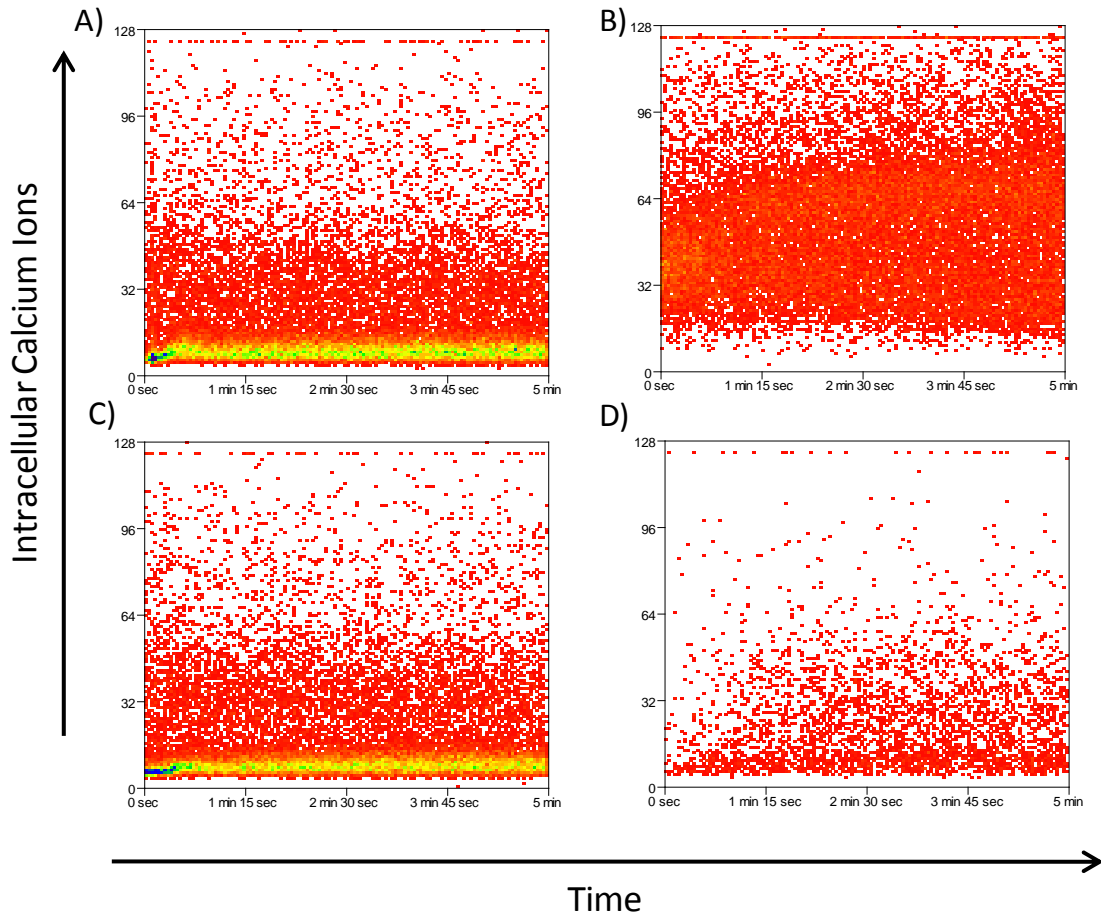 A)
B)
128
96
64
32
0
0 sec
1 min 15 sec
2 min 30 sec
3 min 45 sec
5 min
128
96
64
32
0
0 sec
1 min 15 sec
2 min 30 sec
3 min 45 sec
5 min
C)
D)
128
96
64
32
0
0 sec
1 min 15 sec
2 min 30 sec
3 min 45 sec
5 min
128
96
64
32
0
0 sec
1 min 15 sec
2 min 30 sec
3 min 45 sec
5 min
Intracellular Calcium Ions
Time